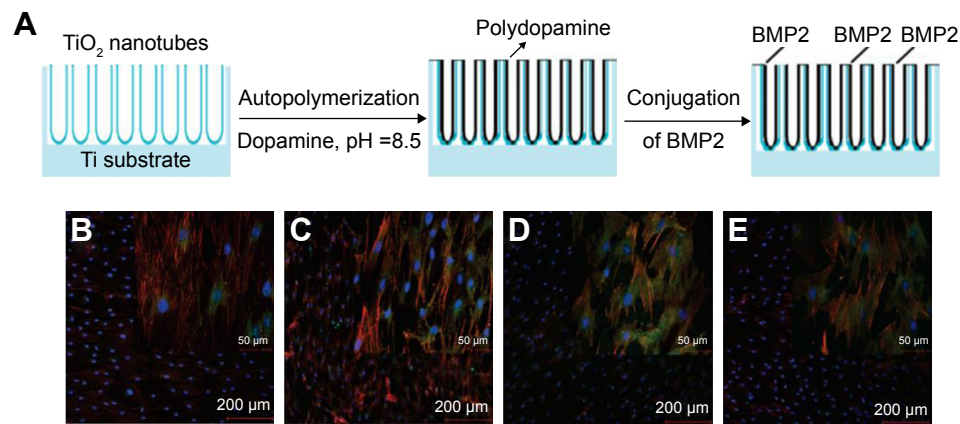 A
TiO₂ nanotubes
Ti substrate
Autopolymerization
Dopamine, pH =8.5
Polydopamine
Conjugation
of BMP2
BMP2 BMP2 BMP2
B
50 µm
200 µm
C
50 µm
200 µm
D
50 µm
200 µm
E
50 µm
200 µm